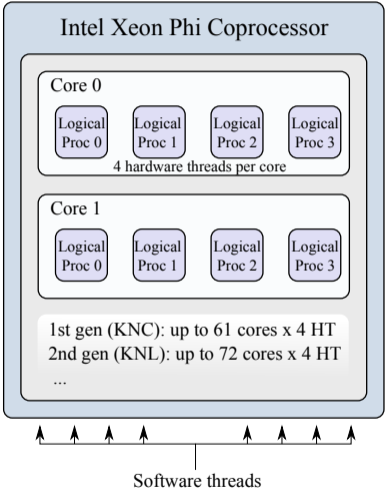 Intel Xeon Phi Coprocessor
Core 0
Logical Logical Logical Logical
Proc 0 Proc 1 Proc 2 Proc 3
4 hardware threads per core
Core 1
Logical Logical Logical Logical
Proc 0 Proc 1 Proc 2 Proc 3
1st gen (KNC): up to 61 cores x 4 HT
2nd gen (KNL): up to 72 cores x 4 HT
...
Software threads